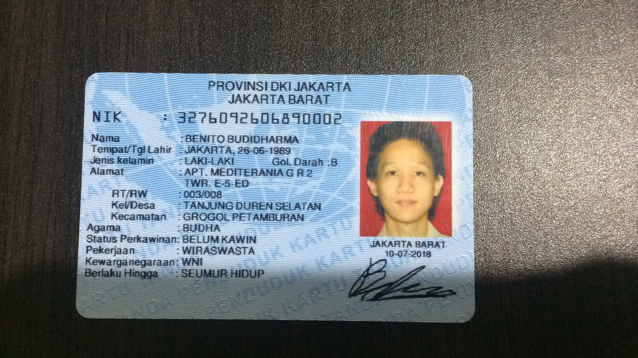 PROVINSI DKI JAKARTA
JAKARTA BARAT
NIK : 3276092606890002
Nama : BENITO BUDIDHARMA
Tempat/Tgl Lahir : JAKARTA, 26-06-1989
Jenis kelamin : LAKI-LAKI Gol. Darah :B
Alamat : APT. MEDITERANIA G R 2
TWR. E-5-ED
RT/RW : 003/008
Kel/Desa : TANJUNG DUREN SELATAN
Kecamatan : GROGOL PETAMBURAN
Agama : BUDHA
Status Perkawinan: BELUM KAWIN
Pekerjaan : WIRASWASTA
Kewarganegaraan: WNI
Berlaku Hingga : SEUMUR HIDUP
JAKARTA BARAT
10-07-2018